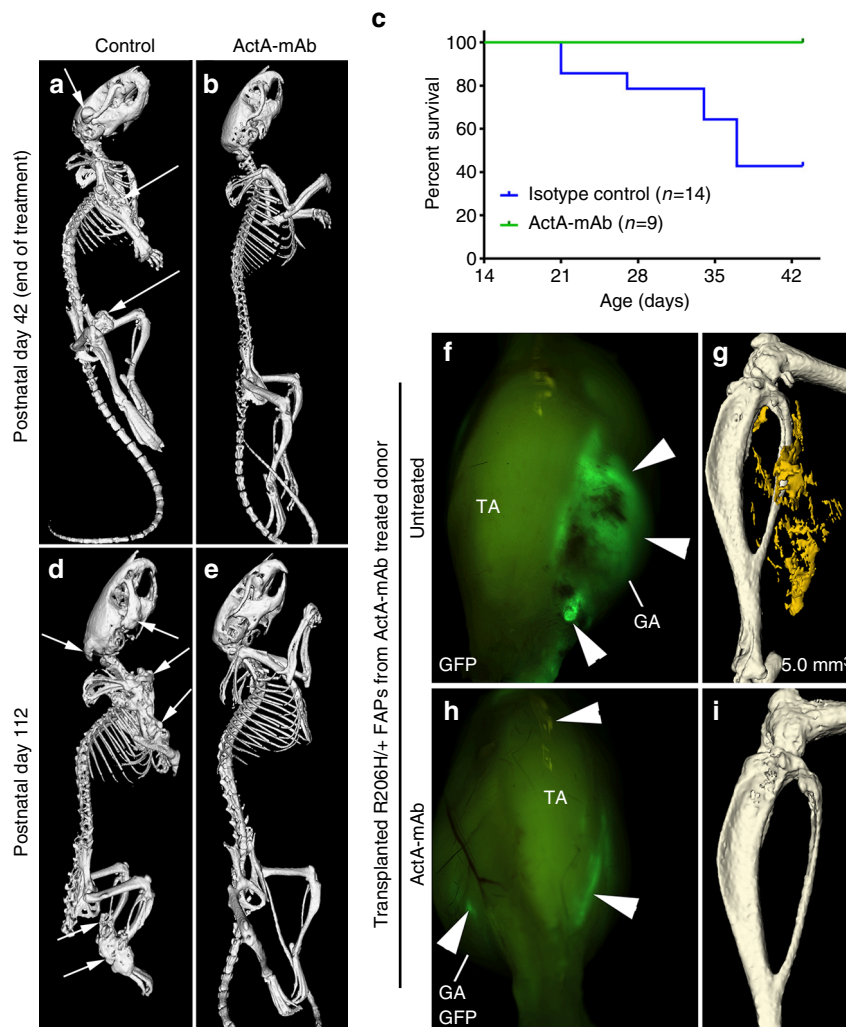 Control
ActA-mAb
Postnatal day 42 (end of treatment)
a
b
c
Percent survival
100
80
60
40
20
0
Isotype control (n=14)
ActA-mAb (n=9)
14
21
28
35
42
Age (days)
Postnatal day 112
d
e
Transplanted R206H/+ FAPs from ActA-mAb treated donor
Untreated
f
TA
GA
GFP
g
5.0 mm³
ActA-mAb
h
TA
GA
GFP
i